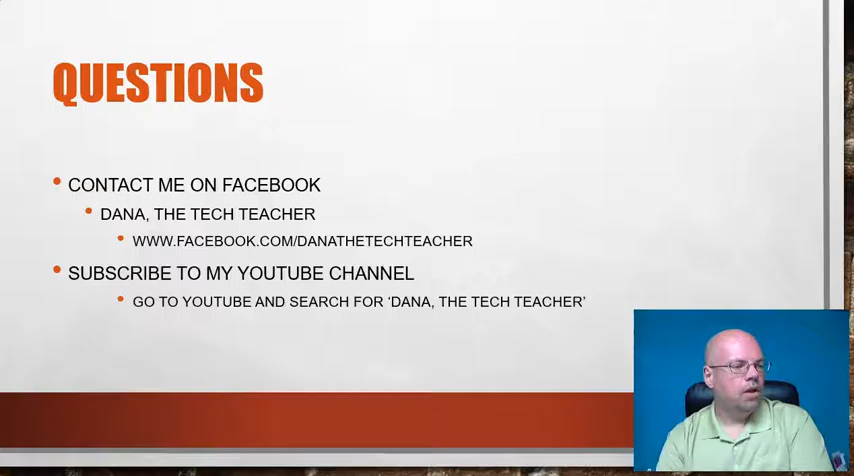 QUESTIONS
CONTACT ME ON FACEBOOK
DANA, THE TECH TEACHER
WWW.FACEBOOK.COM/DANATHETECHTEACHER
SUBSCRIBE TO MY YOUTUBE CHANNEL
GO TO YOUTUBE AND SEARCH FOR ‘DANA, THE TECH TEACHER’